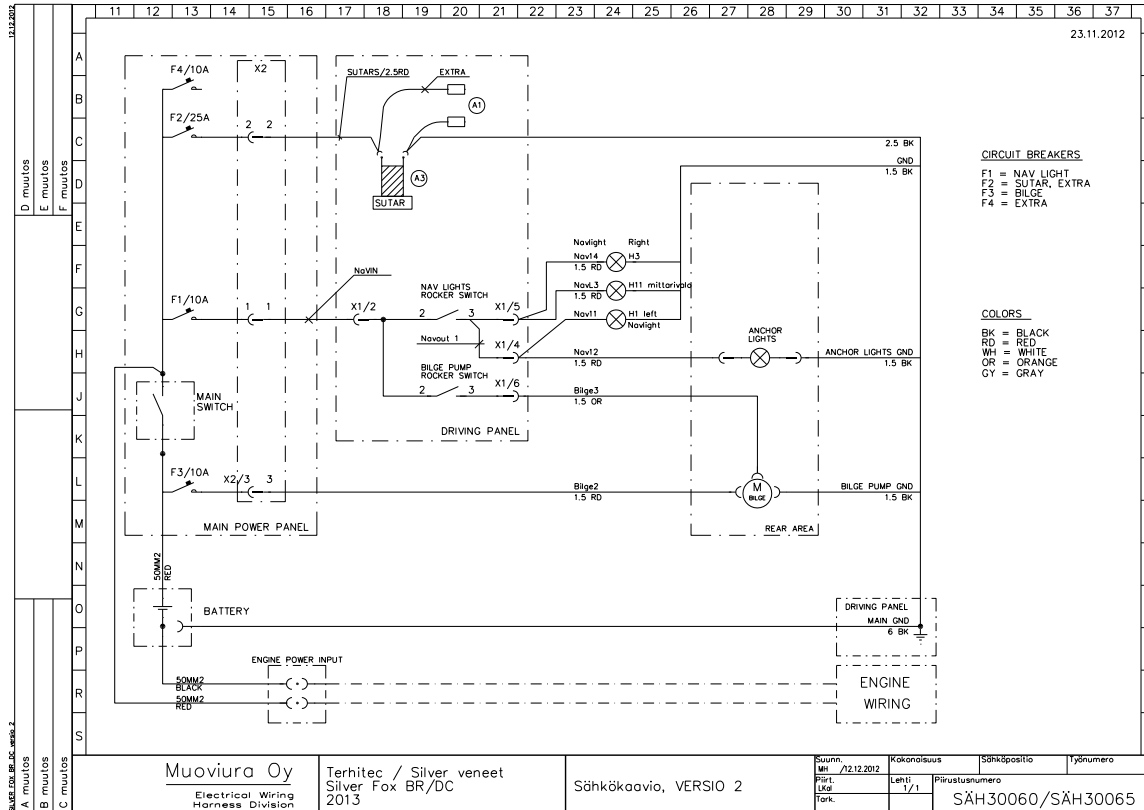 11 12 13 14 15 16 17 18 19 20 21 22 23 24 25 26 27 28 29 30 31 32 33 34 35 36 37
12.12.2012
23.11.2012
A
B
C
D
E
F
G
H
J
K
L
M
N
O
P
R
S
D muutos
E muutos
F muutos
A muutos
B muutos
C muutos
F4/10A
X2
SUTARS/2.5RD
EXTRA
A1
F2/25A
2 2
2.5 BK
GND
1.5 BK
A3
SUTAR
CIRCUIT BREAKERS
F1 = NAV LIGHT
F2 = SUTAR, EXTRA
F3 = BILGE
F4 = EXTRA
Navlight Right
Nav14 H3
1.5 RD
NaVIN
NavL3 H11 mittarivalo
1.5 RD
F1/10A
1 1
X1/2
NAV LIGHTS
ROCKER SWITCH
2 3
X1/5
Nav11 H1 left
1.5 RD Navlight
COLORS
BK = BLACK
RD = RED
WH = WHITE
OR = ORANGE
GY = GRAY
Navout 1
X1/4
Nav12
1.5 RD
ANCHOR
LIGHTS
ANCHOR LIGHTS GND
1.5 BK
BILGE PUMP
ROCKER SWITCH
2 3
X1/6
Bilge3
1.5 OR
MAIN
SWITCH
DRIVING PANEL
F3/10A
X2/3 3
Bilge2
1.5 RD
M
BILGE
BILGE PUMP GND
1.5 BK
MAIN POWER PANEL
REAR AREA
50MM2
RED
BATTERY
DRIVING PANEL
MAIN GND
6 BK
ENGINE POWER INPUT
50MM2
BLACK
50MM2
RED
ENGINE
WIRING
Muoviura Oy
Electrical Wiring
Harness Division
Terhitec / Silver veneet
Silver Fox BR/DC
2013
Sähkökaavio, VERSIO 2
Suunn.
MH /12.12.2012
Kokonaisuus
Sähköpositio
Työnumero
Piirt.
LKal
Lehti
1/1
Piirustusnumero
SÄH30060/SÄH30065
Tark.